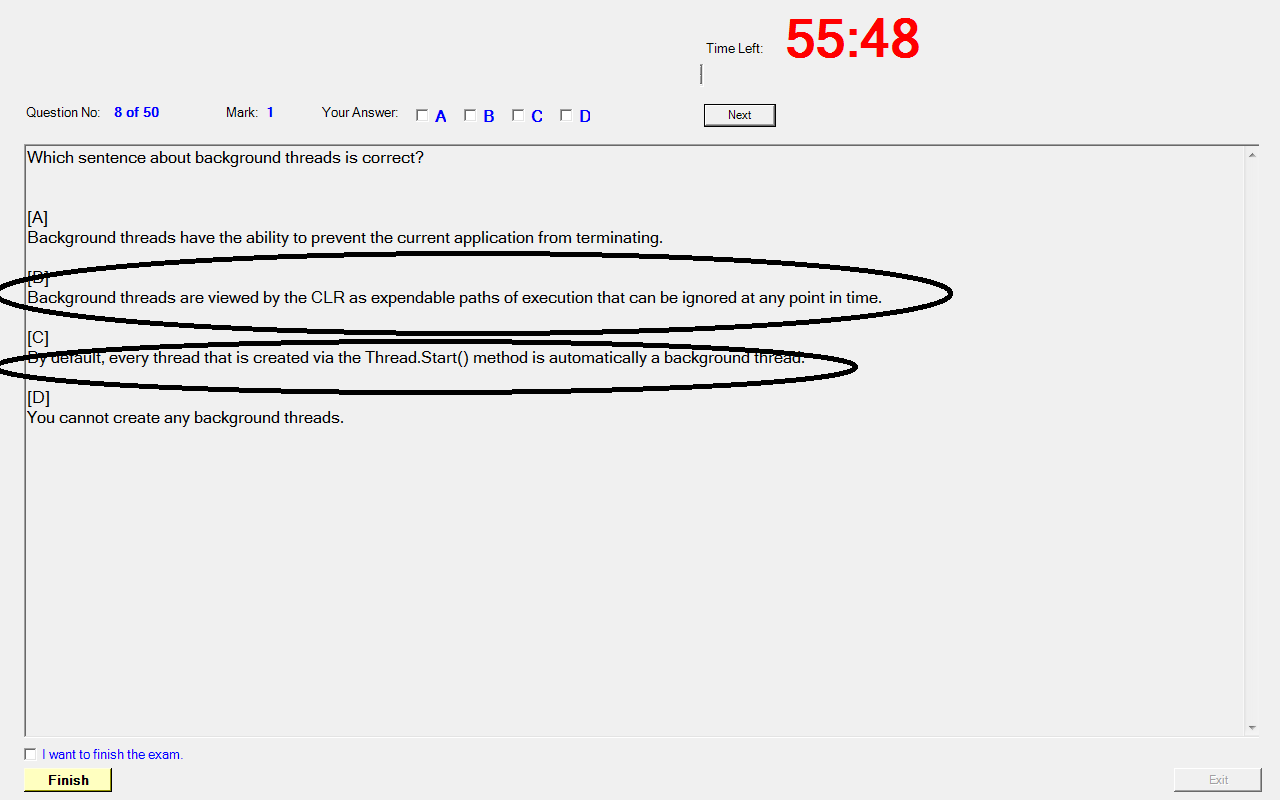 Time Left: 55:48
Question No: 8 of 50 Mark: 1 Your Answer: A B C D Next
Which sentence about background threads is correct?
[A]
Background threads have the ability to prevent the current application from terminating.
[B]
Background threads are viewed by the CLR as expendable paths of execution that can be ignored at any point in time.
[C]
By default, every thread that is created via the Thread.Start() method is automatically a background thread.
[D]
You cannot create any background threads.
I want to finish the exam.
Finish Exit